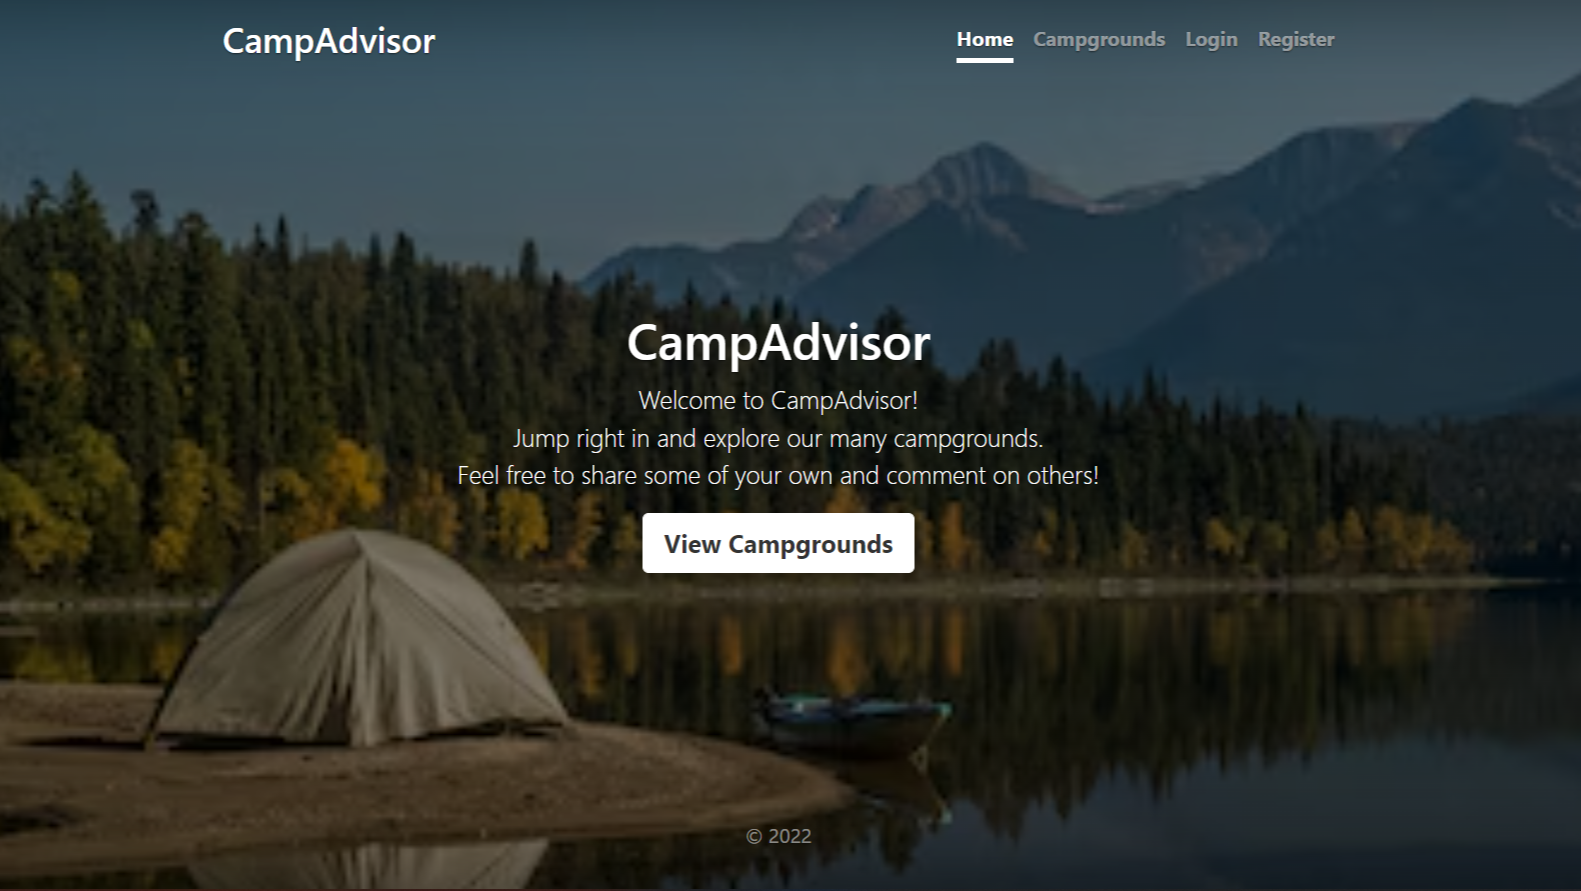 CampAdvisor
Home Campgrounds Login Register
CampAdvisor
Welcome to CampAdvisor!
Jump right in and explore our many campgrounds.
Feel free to share some of your own and comment on others!
View Campgrounds
© 2022